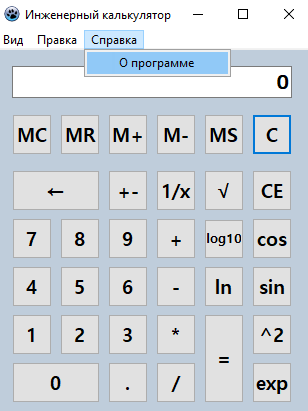 Инженерный калькулятор
Вид Правка Справка
О программе
0
MC MR M+ M- MS C
← +- 1/x √ CE
7 8 9 + log10 cos
4 5 6 - ln sin
1 2 3 * = ^2
0 . / exp